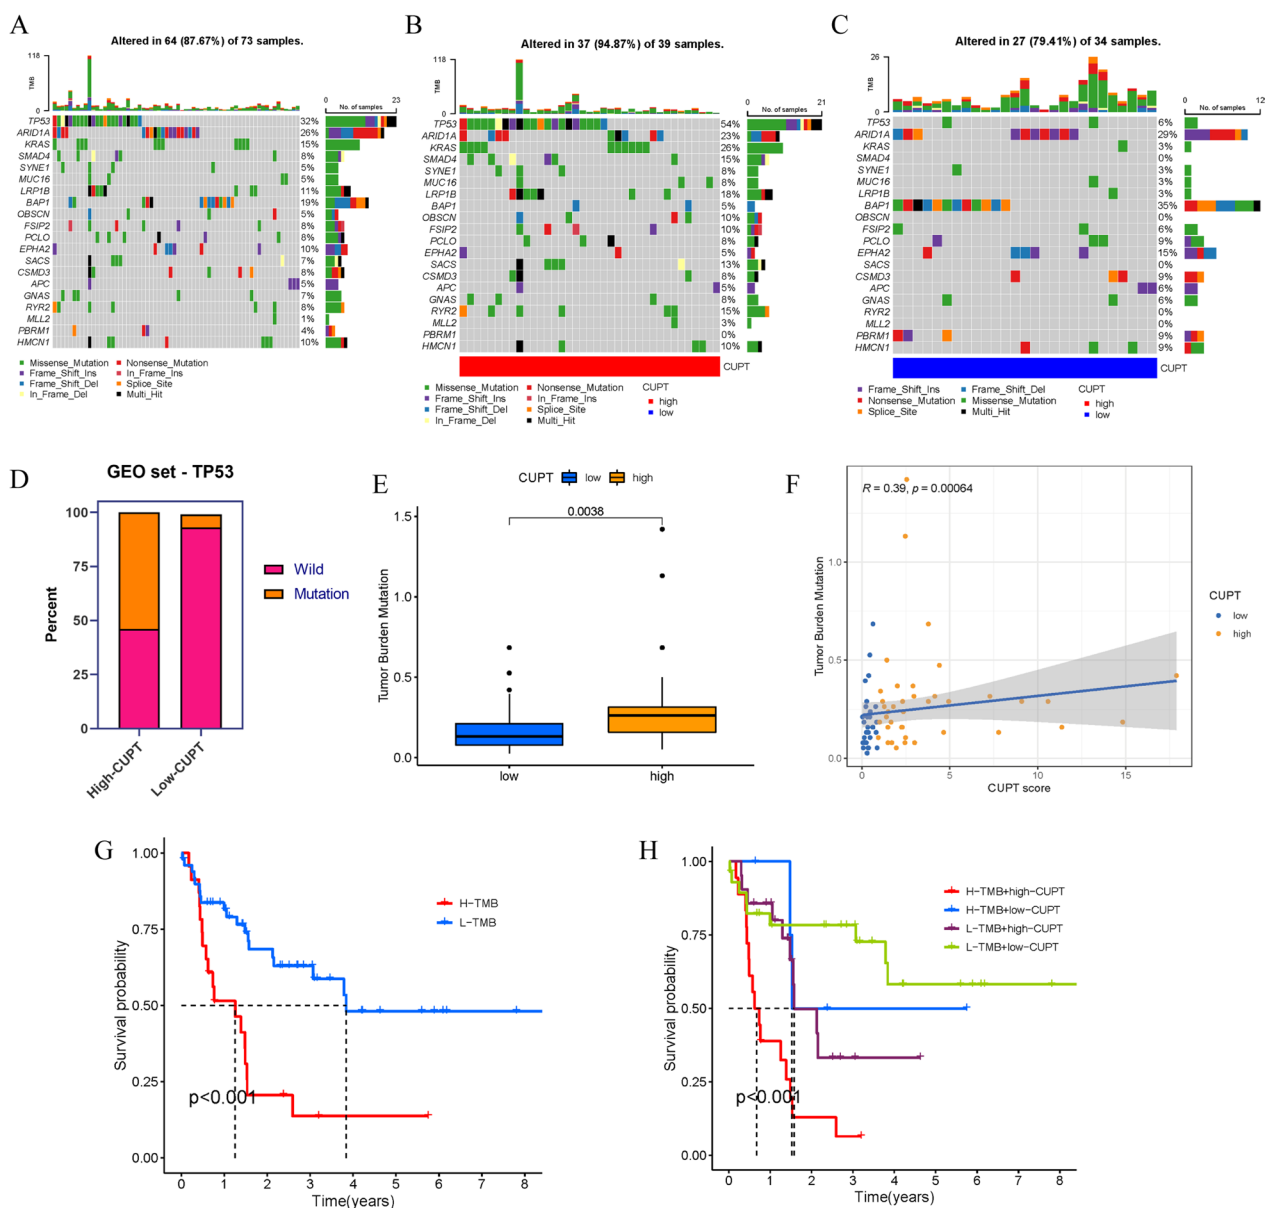 A
Altered in 64 (87.67%) of 73 samples.
118
TMB
0
0 23
No. of samples
TP53 32%
ARID1A 26%
KRAS 15%
SMAD4 8%
SYNE1 5%
MUC16 5%
LRP1B 11%
BAP1 19%
OBSCN 5%
FSIP2 8%
PCLO 8%
EPHA2 10%
SACS 7%
CSMD3 8%
APC 5%
GNAS 7%
RYR2 8%
MLL2 1%
PBRM1 4%
HMCN1 10%
Missense_Mutation Nonsense_Mutation
Frame_Shift_Ins In_Frame_Ins
Frame_Shift_Del Splice_Site
In_Frame_Del Multi_Hit
B
Altered in 37 (94.87%) of 39 samples.
118
TMB
0
0 21
No. of samples
TP53 54%
ARID1A 23%
KRAS 26%
SMAD4 15%
SYNE1 8%
MUC16 8%
LRP1B 18%
BAP1 5%
OBSCN 10%
FSIP2 10%
PCLO 8%
EPHA2 5%
SACS 13%
CSMD3 8%
APC 5%
GNAS 8%
RYR2 15%
MLL2 3%
PBRM1 0%
HMCN1 10%
CUPT
Missense_Mutation Nonsense_Mutation CUPT
Frame_Shift_Ins In_Frame_Ins high
Frame_Shift_Del Splice_Site low
In_Frame_Del Multi_Hit
C
Altered in 27 (79.41%) of 34 samples.
26
TMB
0
0 12
No. of samples
TP53 6%
ARID1A 29%
KRAS 3%
SMAD4 0%
SYNE1 3%
MUC16 3%
LRP1B 3%
BAP1 35%
OBSCN 0%
FSIP2 6%
PCLO 9%
EPHA2 15%
SACS 0%
CSMD3 9%
APC 6%
GNAS 6%
RYR2 0%
MLL2 0%
PBRM1 9%
HMCN1 9%
CUPT
Frame_Shift_Ins Frame_Shift_Del CUPT
Nonsense_Mutation Missense_Mutation high
Splice_Site Multi_Hit low
D
GEO set - TP53
100
75
50
25
0
Percent
High-CUPT Low-CUPT
Wild
Mutation
E
CUPT low high
0.0038
1.5
1.0
0.5
0.0
Tumor Burden Mutation
low high
F
R = 0.39, p = 0.00064
1.0
0.5
0.0
Tumor Burden Mutation
0 5 10 15
CUPT score
CUPT
low
high
G
1.00
0.75
0.50
0.25
0.00
Survival probability
H-TMB
L-TMB
p<0.001
0 1 2 3 4 5 6 7 8
Time(years)
H
1.00
0.75
0.50
0.25
0.00
Survival probability
H-TMB+high-CUPT
H-TMB+low-CUPT
L-TMB+high-CUPT
L-TMB+low-CUPT
p<0.001
0 1 2 3 4 5 6 7 8
Time(years)